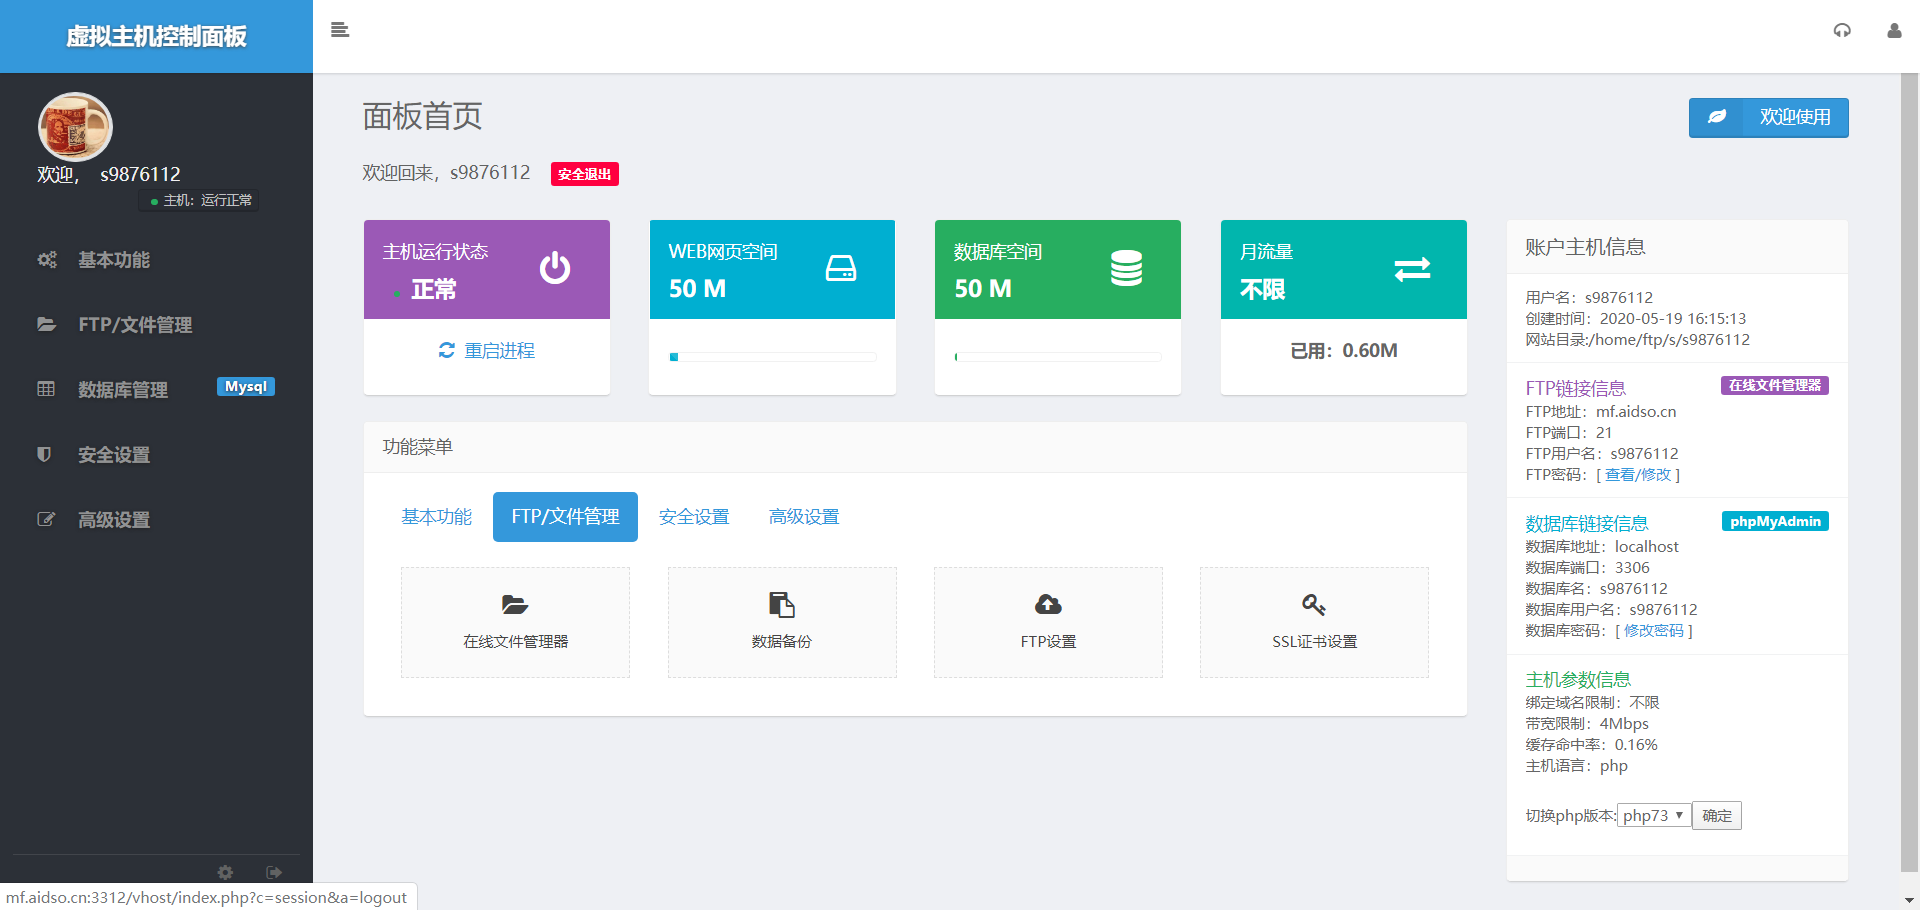 虚拟主机控制面板
欢迎， s9876112
主机：运行正常
基本功能
FTP/文件管理
数据库管理 Mysql
安全设置
高级设置
面板首页
欢迎使用
欢迎回来，s9876112 安全退出
主机运行状态
正常
重启进程
WEB网页空间
50 M
数据库空间
50 M
月流量
不限
已用：0.60M
功能菜单
基本功能 FTP/文件管理 安全设置 高级设置
在线文件管理器 数据备份 FTP设置 SSL证书设置
账户主机信息
用户名：s9876112
创建时间：2020-05-19 16:15:13
网站目录:/home/ftp/s/s9876112
FTP链接信息 在线文件管理器
FTP地址：mf.aidso.cn
FTP端口：21
FTP用户名：s9876112
FTP密码：[ 查看/修改 ]
数据库链接信息 phpMyAdmin
数据库地址：localhost
数据库端口：3306
数据库名：s9876112
数据库用户名：s9876112
数据库密码：[ 修改密码 ]
主机参数信息
绑定域名限制：不限
带宽限制：4Mbps
缓存命中率：0.16%
主机语言：php
切换php版本:php73 确定
mf.aidso.cn:3312/vhost/index.php?c=session&a=logout